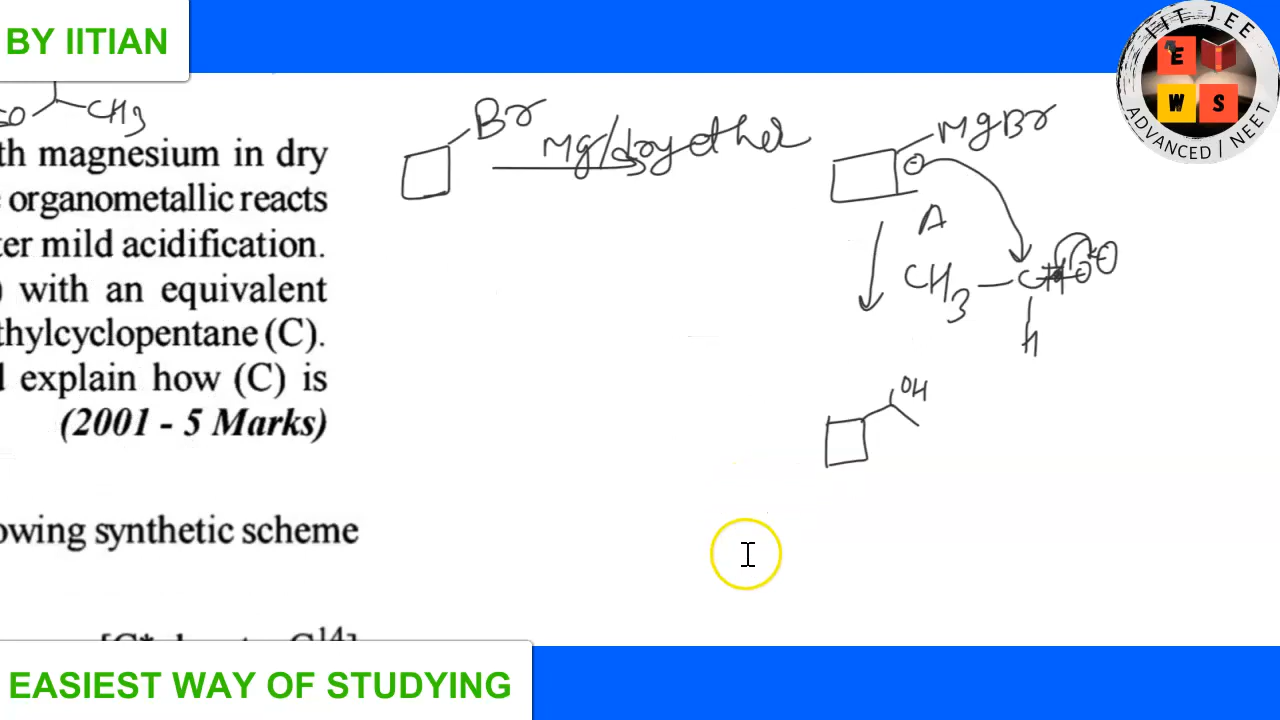 BY IITIAN
IIT JEE
E
W S
ADVANCED / NEET
CH3
Br
Mg/dry ether
MgBr
th magnesium in dry
organometallic reacts
ter mild acidification.
) with an equivalent
thylcyclopentane (C).
explain how (C) is
(2001 - 5 Marks)
A
CH3 – C
H
OH
owing synthetic scheme
EASIEST WAY OF STUDYING